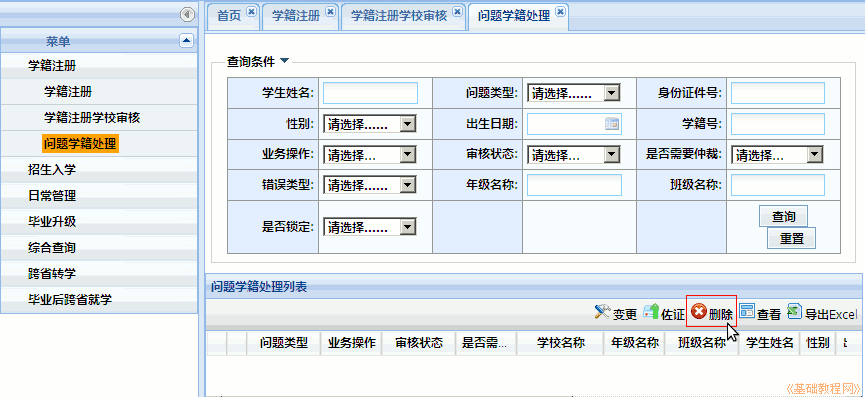 首页 学籍注册 学籍注册学校审核 问题学籍处理
菜单
学籍注册
学籍注册
学籍注册学校审核
问题学籍处理
招生入学
日常管理
毕业升级
综合查询
跨省转学
毕业后跨省就学
查询条件
学生姓名: 问题类型: 请选择...... 身份证件号:
性别: 请选择...... 出生日期: 学籍号:
业务操作: 请选择... 审核状态: 请选择... 是否需要仲裁: 请选择...
错误类型: 请选择... 年级名称: 班级名称:
是否锁定: 请选择...... 查询
重置
问题学籍处理列表
变更 佐证 删除 查看 导出Excel
问题类型 业务操作 审核状态 是否需... 学校名称 年级名称 班级名称 学生姓名 性别
《基础教程网》